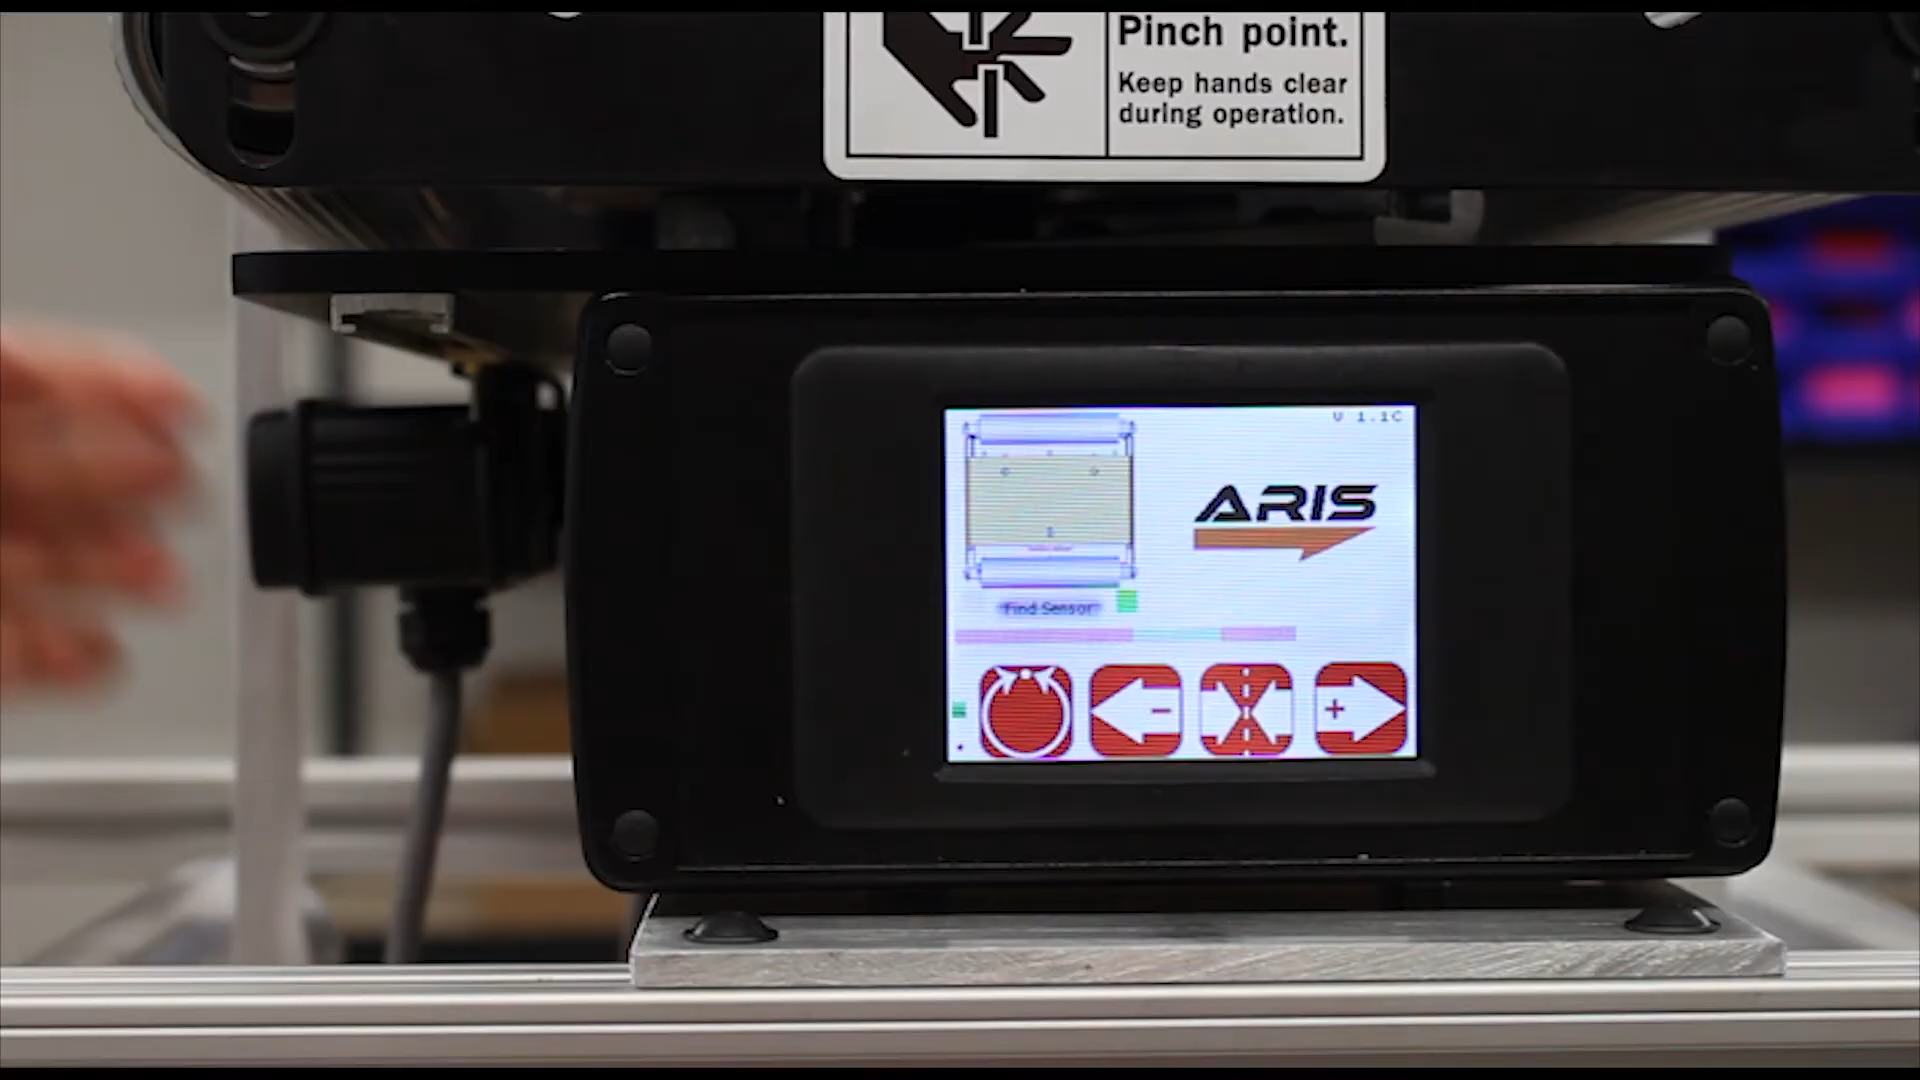 Pinch point.
Keep hands clear
during operation.
V 1.1C
ARIS
Find Sensor
-
+